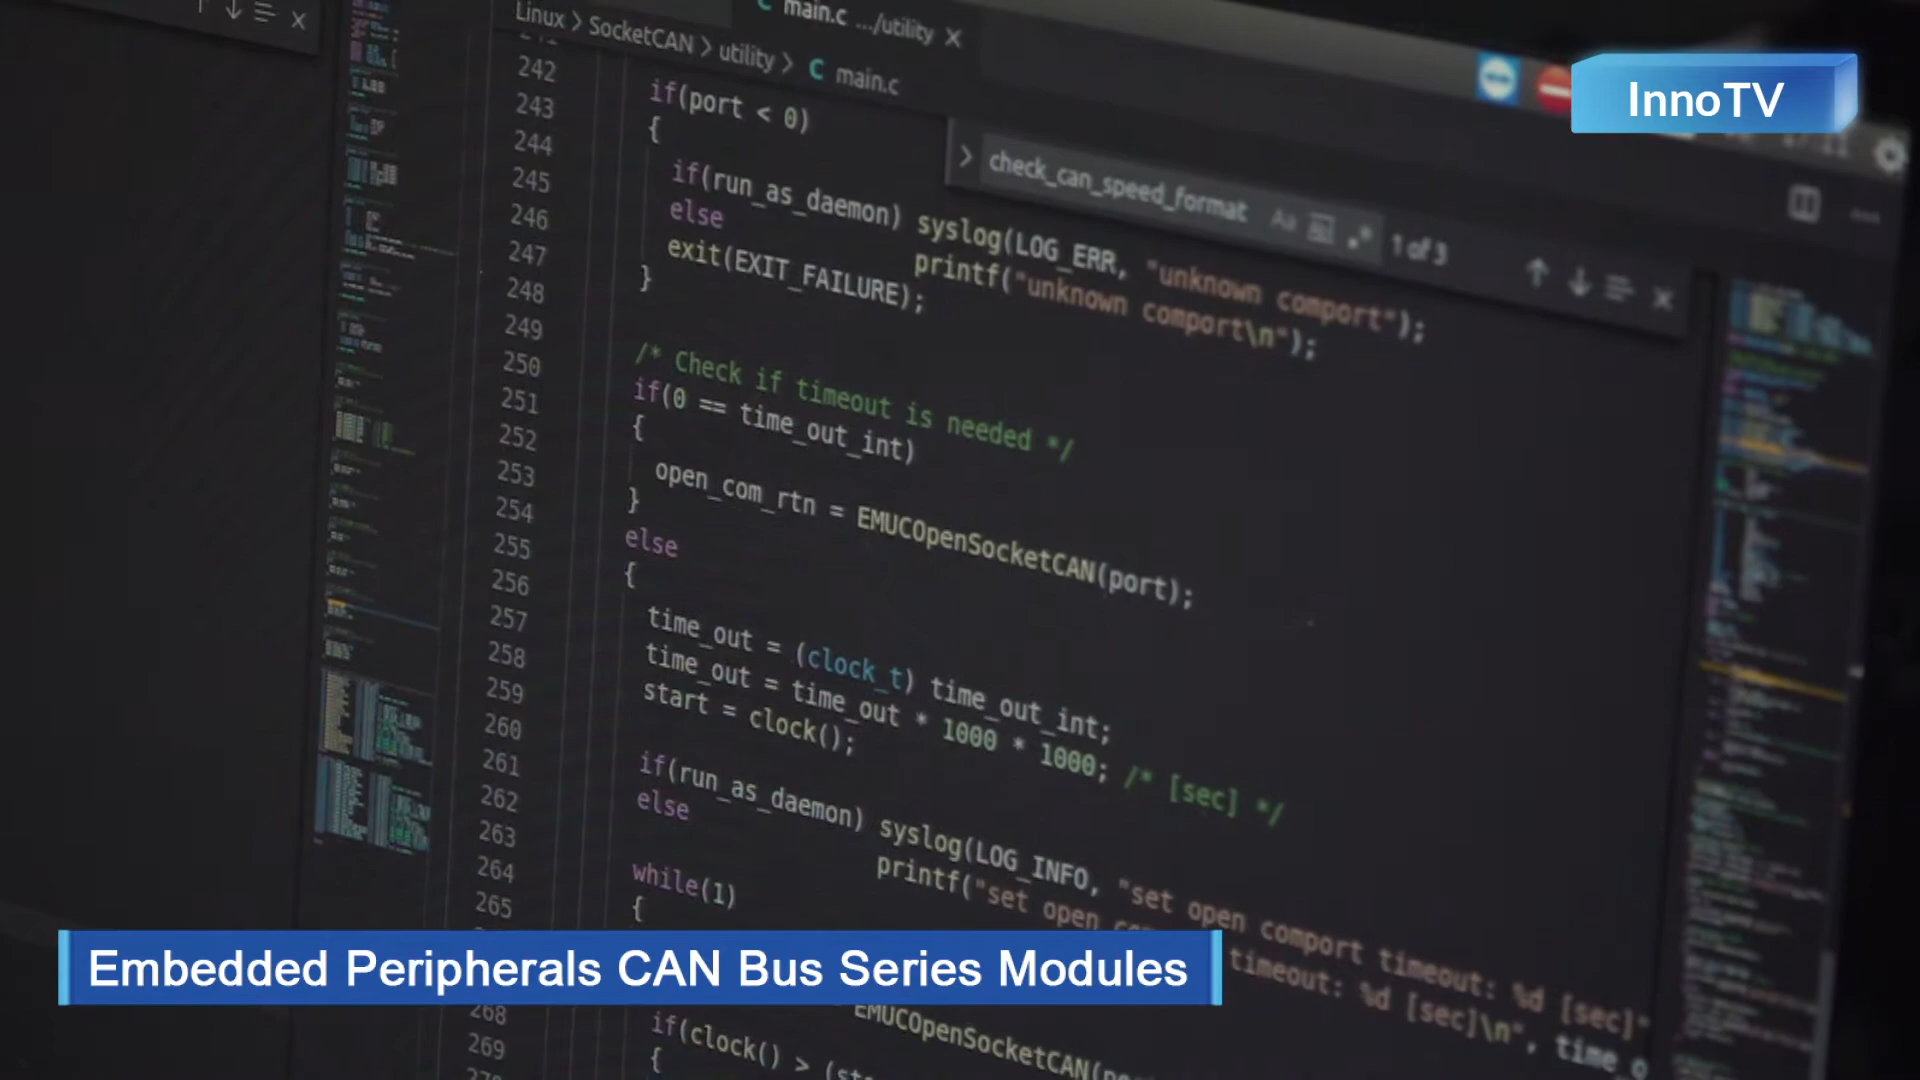 main.c .../utility
Linux > SocketCAN > utility > C main.c
InnoTV
check_can_speed_format
1 of 3
242
243 if(port < 0)
244 {
245 if(run_as_daemon) syslog(LOG_ERR, "unknown comport");
246 else printf("unknown comport\n");
247 exit(EXIT_FAILURE);
248 }
249
250 /* Check if timeout is needed */
251 if(0 == time_out_int)
252 {
253 open_com_rtn = EMUCOpenSocketCAN(port);
254 }
255 else
256 {
257 time_out = (clock_t) time_out_int;
258 time_out = time_out * 1000 * 1000; /* [sec] */
259 start = clock();
260
261 if(run_as_daemon) syslog(LOG_INFO, "set open comport timeout: %d [sec]"
262 else printf("set open timeout: %d [sec]\n", time_o
263
264 while(1)
265 {
Embedded Peripherals CAN Bus Series Modules
EMUCOpenSocketCAN(
268 if(clock() >
269 {